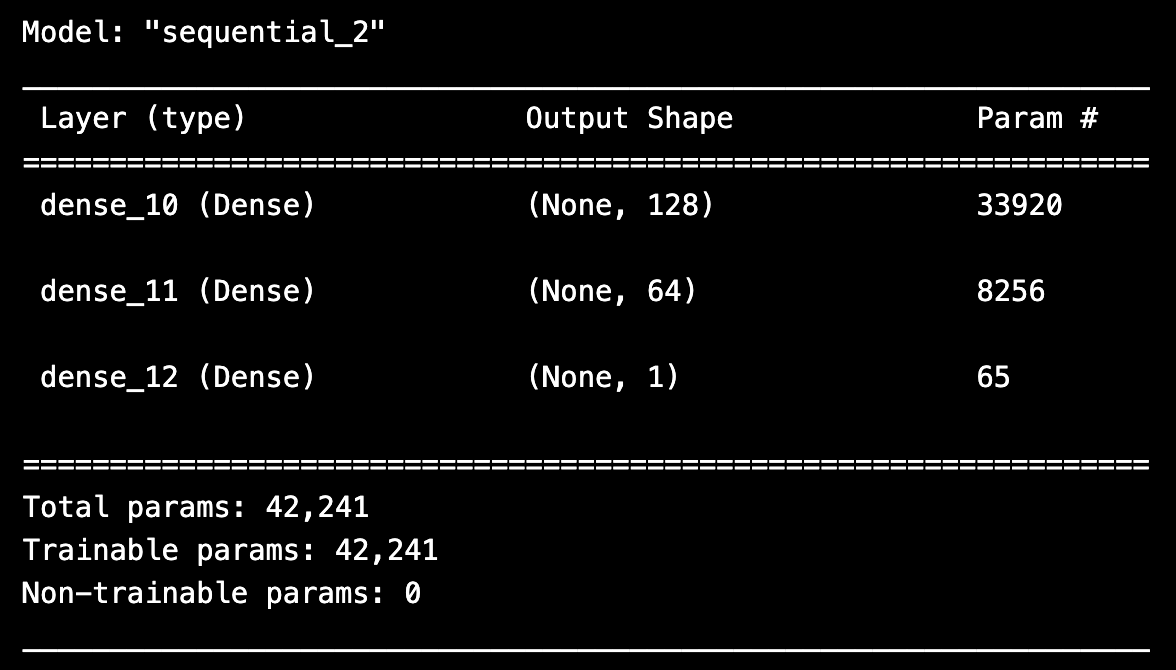 Model: "sequential_2"
Layer (type) Output Shape Param #
=================================================================
dense_10 (Dense) (None, 128) 33920
dense_11 (Dense) (None, 64) 8256
dense_12 (Dense) (None, 1) 65
=================================================================
Total params: 42,241
Trainable params: 42,241
Non-trainable params: 0